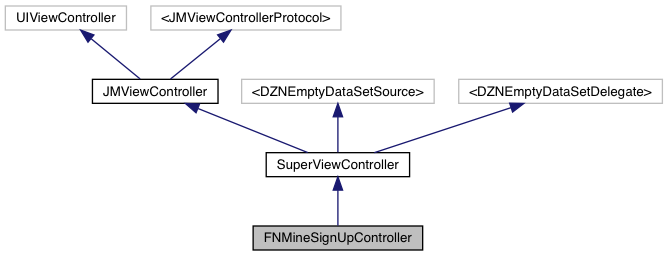 UIViewController
<JMViewControllerProtocol>
JMViewController
<DZNEmptyDataSetSource>
<DZNEmptyDataSetDelegate>
SuperViewController
FNMineSignUpController